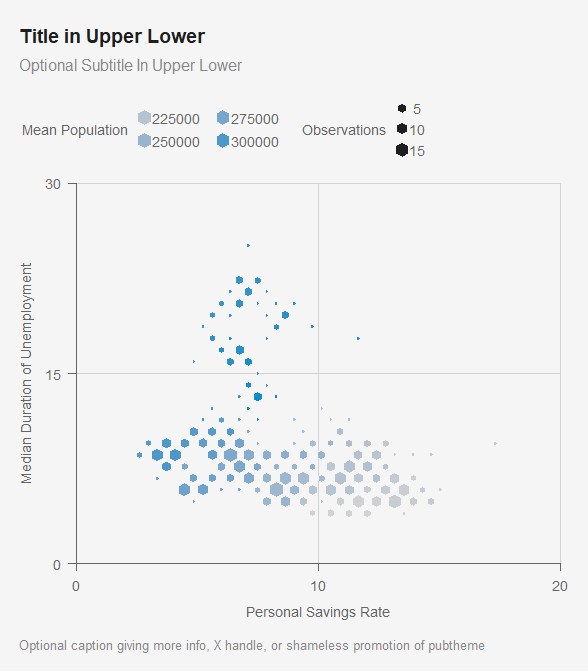 Title in Upper Lower
Optional Subtitle In Upper Lower
Mean Population
225000
275000
250000
300000
Observations
5
10
15
30
15
0
Median Duration of Unemployment
0
10
20
Personal Savings Rate
Optional caption giving more info, X handle, or shameless promotion of pubtheme